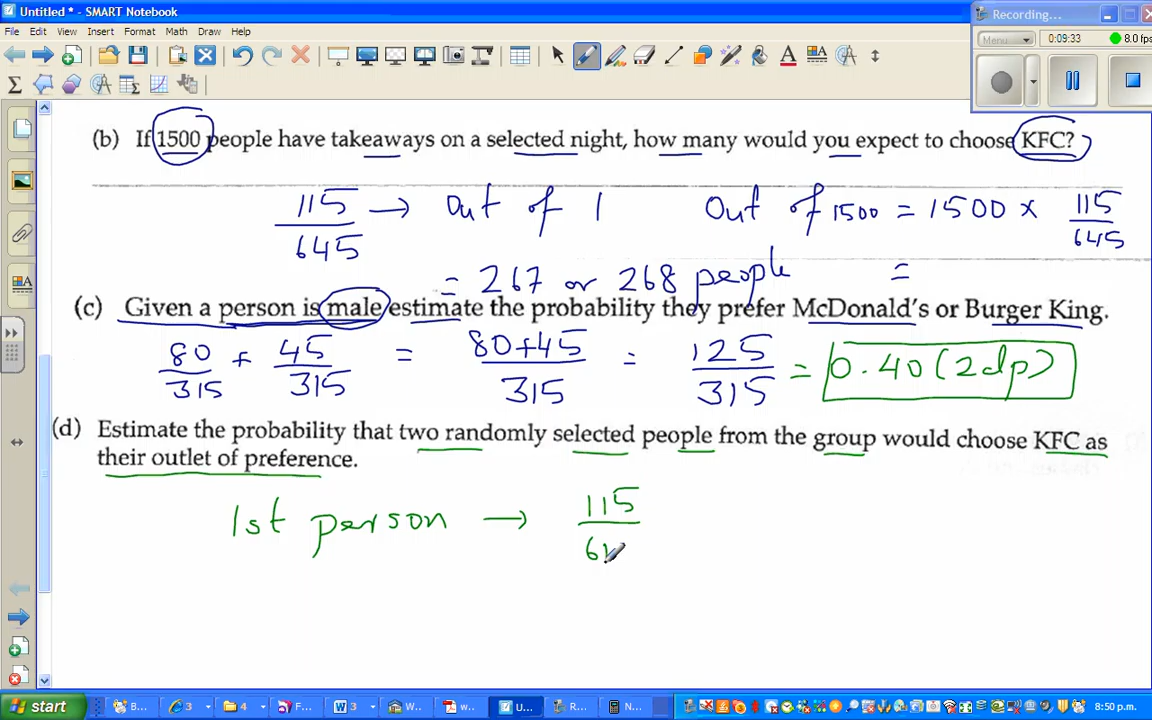 Untitled * - SMART Notebook
Recording...
File Edit View Insert Format Math Draw Help
Menu
0:09:33
8.0 fps
(b) If 1500 people have takeaways on a selected night, how many would you expect to choose KFC?
115/645 → Out of 1 Out of 1500 = 1500 × 115/645
= 267 or 268 people =
(c) Given a person is male estimate the probability they prefer McDonald's or Burger King.
80/315 + 45/315 = 80+45/315 = 125/315 = 0.40 (2dp)
(d) Estimate the probability that two randomly selected people from the group would choose KFC as
their outlet of preference.
1st person → 115/64
start
B...
3
4
F...
3
W
w...
U...
R...
N...
8:50 p.m.